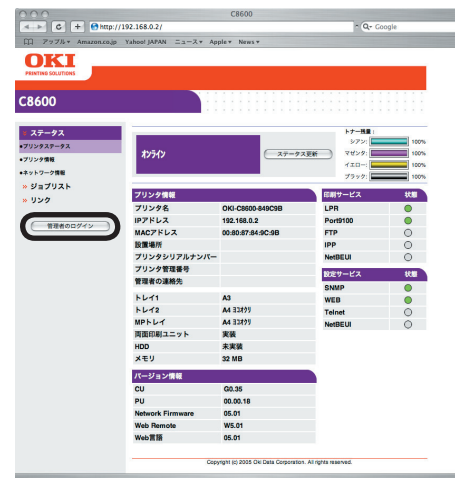 C8600
http://192.168.0.2/
Q- Google
アップル Amazon.co.jp Yahoo! JAPAN ニュース Apple News
OKI
PRINTING SOLUTIONS
C8600
ステータス
•プリンタステータス
•プリンタ情報
•ネットワーク情報
» ジョブリスト
» リンク
管理者のログイン
オンライン
ステータス更新
トナー残量:
シアン: 100%
マゼンタ: 100%
イエロー: 100%
ブラック: 100%
プリンタ情報
プリンタ名 OKI-C8600-849C9B
IPアドレス 192.168.0.2
MACアドレス 00:80:87:84:9C:9B
設置場所
プリンタシリアルナンバー
プリンタ管理番号
管理者の連絡先
トレイ1 A3
トレイ2 A4 ヨコオクリ
MPトレイ A4 ヨコオクリ
両面印刷ユニット 実装
HDD 未実装
メモリ 32 MB
バージョン情報
CU G0.35
PU 00.00.18
Network Firmware 05.01
Web Remote W5.01
Web言語 05.01
印刷サービス 状態
LPR
Port9100
FTP
IPP
NetBEUI
設定サービス 状態
SNMP
WEB
Telnet
NetBEUI
Copyright (c) 2005 Oki Data Corporation. All rights reserved.